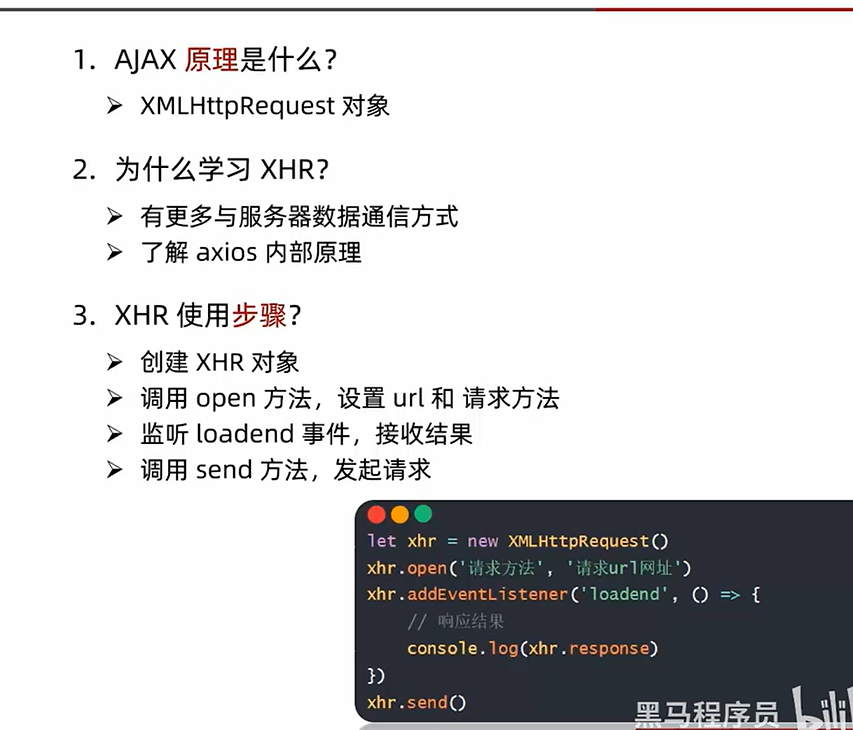 1. AJAX 原理是什么？
➢ XMLHttpRequest 对象
2. 为什么学习 XHR？
➢ 有更多与服务器数据通信方式
➢ 了解 axios 内部原理
3. XHR 使用步骤？
➢ 创建 XHR 对象
➢ 调用 open 方法，设置 url 和 请求方法
➢ 监听 loadend 事件，接收结果
➢ 调用 send 方法，发起请求
let xhr = new XMLHttpRequest()
xhr.open('请求方法', '请求url网址')
xhr.addEventListener('loadend', () => {
// 响应结果
console.log(xhr.response)
})
xhr.send()
黑马程序员